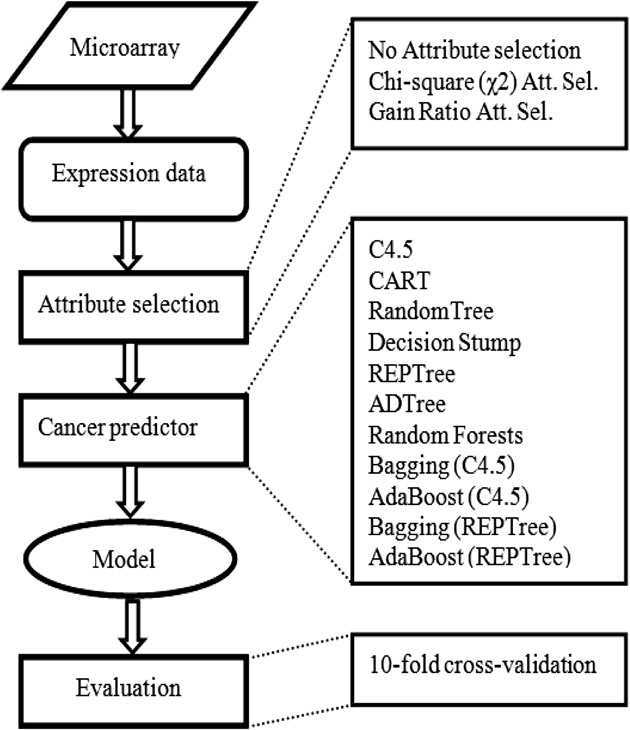 Microarray
Expression data
Attribute selection
Cancer predictor
Model
Evaluation
No Attribute selection
Chi-square (χ2) Att. Sel.
Gain Ratio Att. Sel.
C4.5
CART
RandomTree
Decision Stump
REPTree
ADTree
Random Forests
Bagging (C4.5)
AdaBoost (C4.5)
Bagging (REPTree)
AdaBoost (REPTree)
10-fold cross-validation